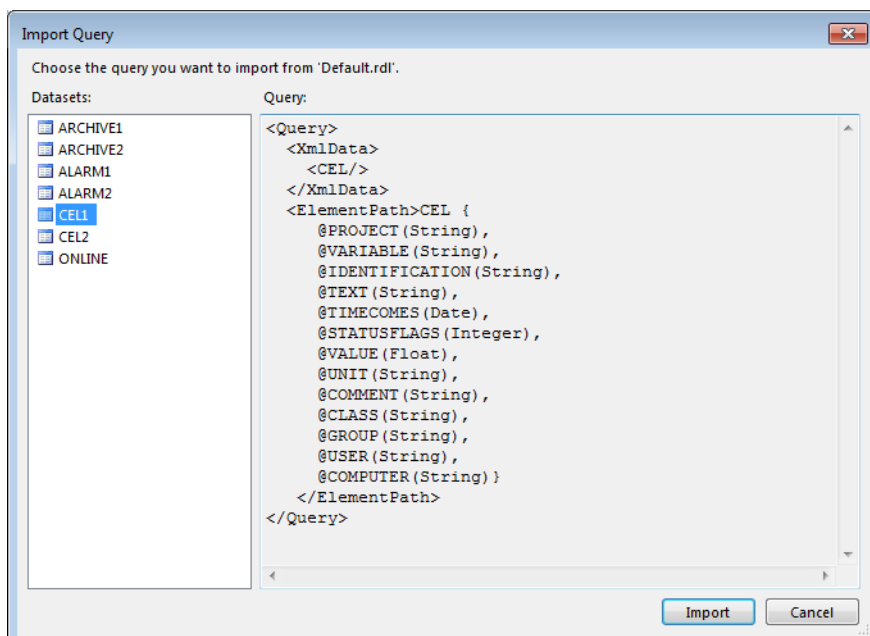 Import Query
Choose the query you want to import from 'Default.rdl'.
Datasets:
ARCHIVE1
ARCHIVE2
ALARM1
ALARM2
CEL1
CEL2
ONLINE
Query:
<Query>
  <XmlData>
    <CEL/>
  </XmlData>
  <ElementPath>CEL {
     @PROJECT(String),
     @VARIABLE(String),
     @IDENTIFICATION(String),
     @TEXT(String),
     @TIMECOMES(Date),
     @STATUSFLAGS(Integer),
     @VALUE(Float),
     @UNIT(String),
     @COMMENT(String),
     @CLASS(String),
     @GROUP(String),
     @USER(String),
     @COMPUTER(String)}
   </ElementPath>
</Query>
Import
Cancel